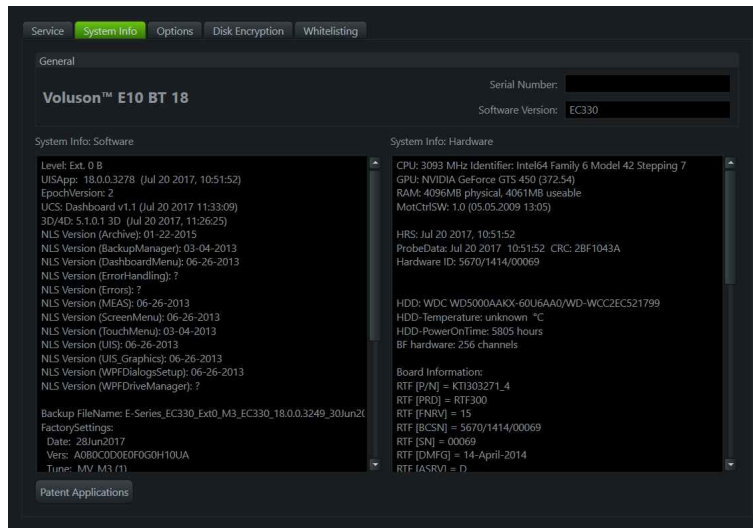 Service System Info Options Disk Encryption Whitelisting
General
Voluson™ E10 BT 18
Serial Number:
Software Version: EC330
System Info: Software
Level: Ext. 0 B
UISApp: 18.0.0.3278 (Jul 20 2017, 10:51:52)
EpochVersion: 2
UCS: Dashboard v1.1 (Jul 20 2017 11:33:09)
3D/4D: 5.1.0.1 3D (Jul 20 2017, 11:26:25)
NLS Version (Archive): 01-22-2015
NLS Version (BackupManager): 03-04-2013
NLS Version (DashboardMenu): 06-26-2013
NLS Version (ErrorHandling): ?
NLS Version (Errors): ?
NLS Version (MEAS): 06-26-2013
NLS Version (ScreenMenu): 06-26-2013
NLS Version (TouchMenu): 03-04-2013
NLS Version (UIS): 06-26-2013
NLS Version (UIS_Graphics): 06-26-2013
NLS Version (WPFDialogsSetup): 06-26-2013
NLS Version (WPFDriveManager): ?
Backup FileName: E-Series_EC330_Ext0_M3_EC330_18.0.0.3249_30Jun20
FactorySettings:
Date: 28Jun2017
Vers: A0B0C0D0E0F0G0H10UA
Tune: MV M3 (1)
System Info: Hardware
CPU: 3093 MHz Identifier: Intel64 Family 6 Model 42 Stepping 7
GPU: NVIDIA GeForce GTS 450 (372.54)
RAM: 4096MB physical, 4061MB useable
MotCtrlSW: 1.0 (05.05.2009 13:05)
HRS: Jul 20 2017, 10:51:52
ProbeData: Jul 20 2017 10:51:52 CRC: 2BF1043A
Hardware ID: 5670/1414/00069
HDD: WDC WD5000AAKX-60U6AA0/WD-WCC2EC521799
HDD-Temperature: unknown °C
HDD-PowerOnTime: 5805 hours
BF hardware: 256 channels
Board Information:
RTF [P/N] = KTI303271_4
RTF [PRD] = RTF300
RTF [FNRV] = 15
RTF [BCSN] = 5670/1414/00069
RTF [SN] = 00069
RTF [DMFG] = 14-April-2014
RTF [ASRV] = D
Patent Applications